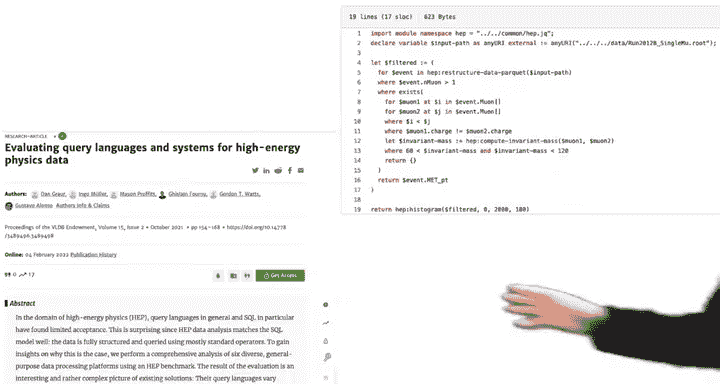 RESEARCH-ARTICLE
Evaluating query languages and systems for high-energy
physics data
Authors: Dan Graur, Ingo Müller, Mason Proffitt, Ghislain Fourny, Gordon T. Watts,
Gustavo Alonso Authors Info & Claims
Proceedings of the VLDB Endowment, Volume 15, Issue 2 • October 2021 • pp 154–168 • https://doi.org/10.14778
/3489496.3489498
Online: 04 February 2022 Publication History
0 17 Get Access
Abstract
In the domain of high-energy physics (HEP), query languages in general and SQL in particular
have found limited acceptance. This is surprising since HEP data analysis matches the SQL
model well: the data is fully structured and queried using mostly standard operators. To gain
insights on why this is the case, we perform a comprehensive analysis of six diverse, general-
purpose data processing platforms using an HEP benchmark. The result of the evaluation is an
interesting and rather complex picture of existing solutions: Their query languages vary
19 lines (17 sloc) 623 Bytes
1 import module namespace hep = "../../common/hep.jq";
2 declare variable $input-path as anyURI external := anyURI("../../../data/Run2012B_SingleMu.root");
3
4 let $filtered := (
5 for $event in hep:restructure-data-parquet($input-path)
6 where $event.nMuon > 1
7 where exists(
8 for $muon1 at $i in $event.Muon[]
9 for $muon2 at $j in $event.Muon[]
10 where $i < $j
11 where $muon1.charge != $muon2.charge
12 let $invariant-mass := hep:compute-invariant-mass($muon1, $muon2)
13 where 60 < $invariant-mass and $invariant-mass < 120
14 return {}
15 )
16 return $event.MET_pt
17 )
18
19 return hep:histogram($filtered, 0, 2000, 100)